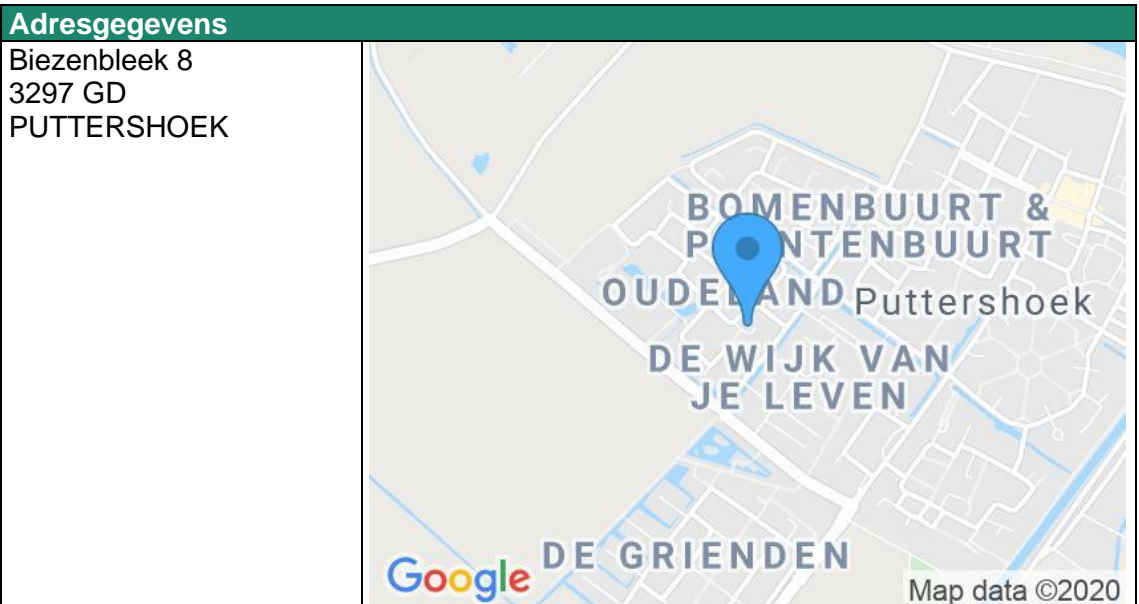 Adresgegevens
Biezenbleek 8
3297 GD
PUTTERSHOEK
BOMENBUURT &
P NTENBUURT
OUDELAND
Puttershoek
DE WIJK VAN
JE LEVEN
DE GRIENDEN
Google
Map data ©2020